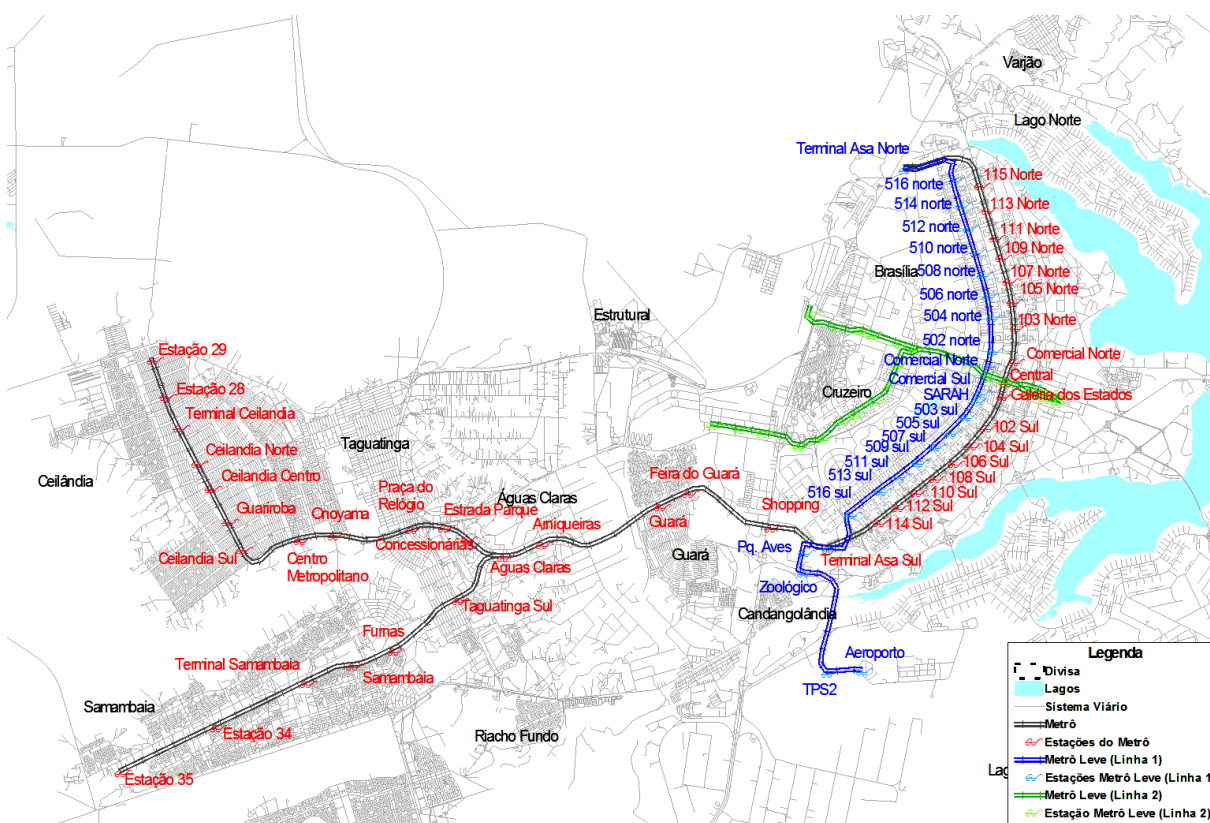 Varjão
Lago Norte
Terminal Asa Norte
516 norte
115 Norte
514 norte
113 Norte
512 norte
111 Norte
510 norte
109 Norte
Brasília
508 norte
107 Norte
506 norte
105 Norte
504 norte
103 Norte
Estrutural
502 norte
Estação 29
Comercial Norte
Comercial Norte
Central
Comercial Sul
Cruzeiro
SARAH
Galeria dos Estados
Estação 28
503 sul
Terminal Ceilandia
505 sul
102 Sul
507 sul
Taguatinga
509 sul
104 Sul
Ceilandia Norte
511 sul
106 Sul
Ceilândia
Ceilandia Centro
Feira do Guará
513 sul
108 Sul
Praça do
Relógio
Águas Claras
516 sul
110 Sul
Guariroba
Onoyama
Estrada Parque
Guará
Shopping
112 Sul
Ainiqueiras
114 Sul
Concessionárias
Ceilandia Sul
Centro
Metropolitano
Aguas Claras
Guará
Pq. Aves
Terminal Asa Sul
Zoológico
Taguatinga Sul
Candangolândia
Furnas
Terminal Samambaia
Samambaia
Aeroporto
TPS2
Samambaia
Estação 34
Riacho Fundo
Estação 35
Legenda
Divisa
Lagos
Sistema Viário
Metrô
Estações do Metrô
Metrô Leve (Linha 1)
Estações Metrô Leve (Linha 1
Metrô Leve (Linha 2)
Estação Metrô Leve (Linha 2)